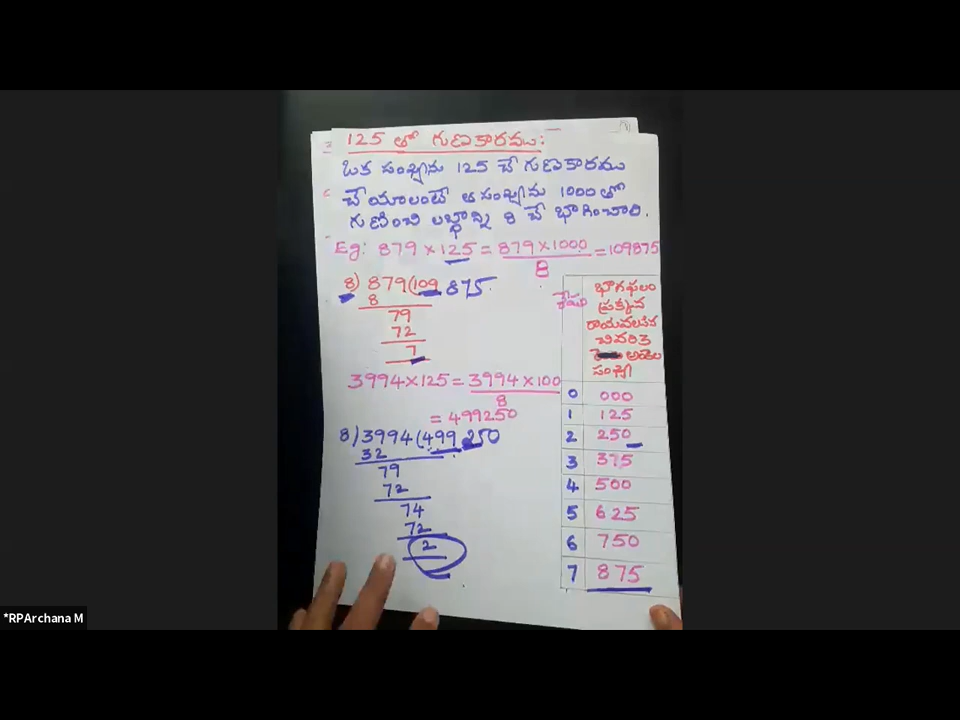 125 తో గుణకారము:
ఒక సంఖ్యను 125 చే గుణకారము
చేయాలంటే ఆ సంఖ్యను 1000 తో
గుణించి లబ్ధాన్ని 8 చే భాగించాలి.
Eg: 879 × 125 = 879 × 1000 = 109875
8
8) 879 (109 875
8
79
72
7
3994 × 125 = 3994 × 100
8
= 499250
8) 3994 (499 250
32
79
72
74
72
2
శేషం
భాగఫలం
ప్రక్కన
రాయవలసిన
చివరి 3
అంకెల
సంఖ్య
0 000
1 125
2 250
3 375
4 500
5 625
6 750
7 875
*RPArchana M